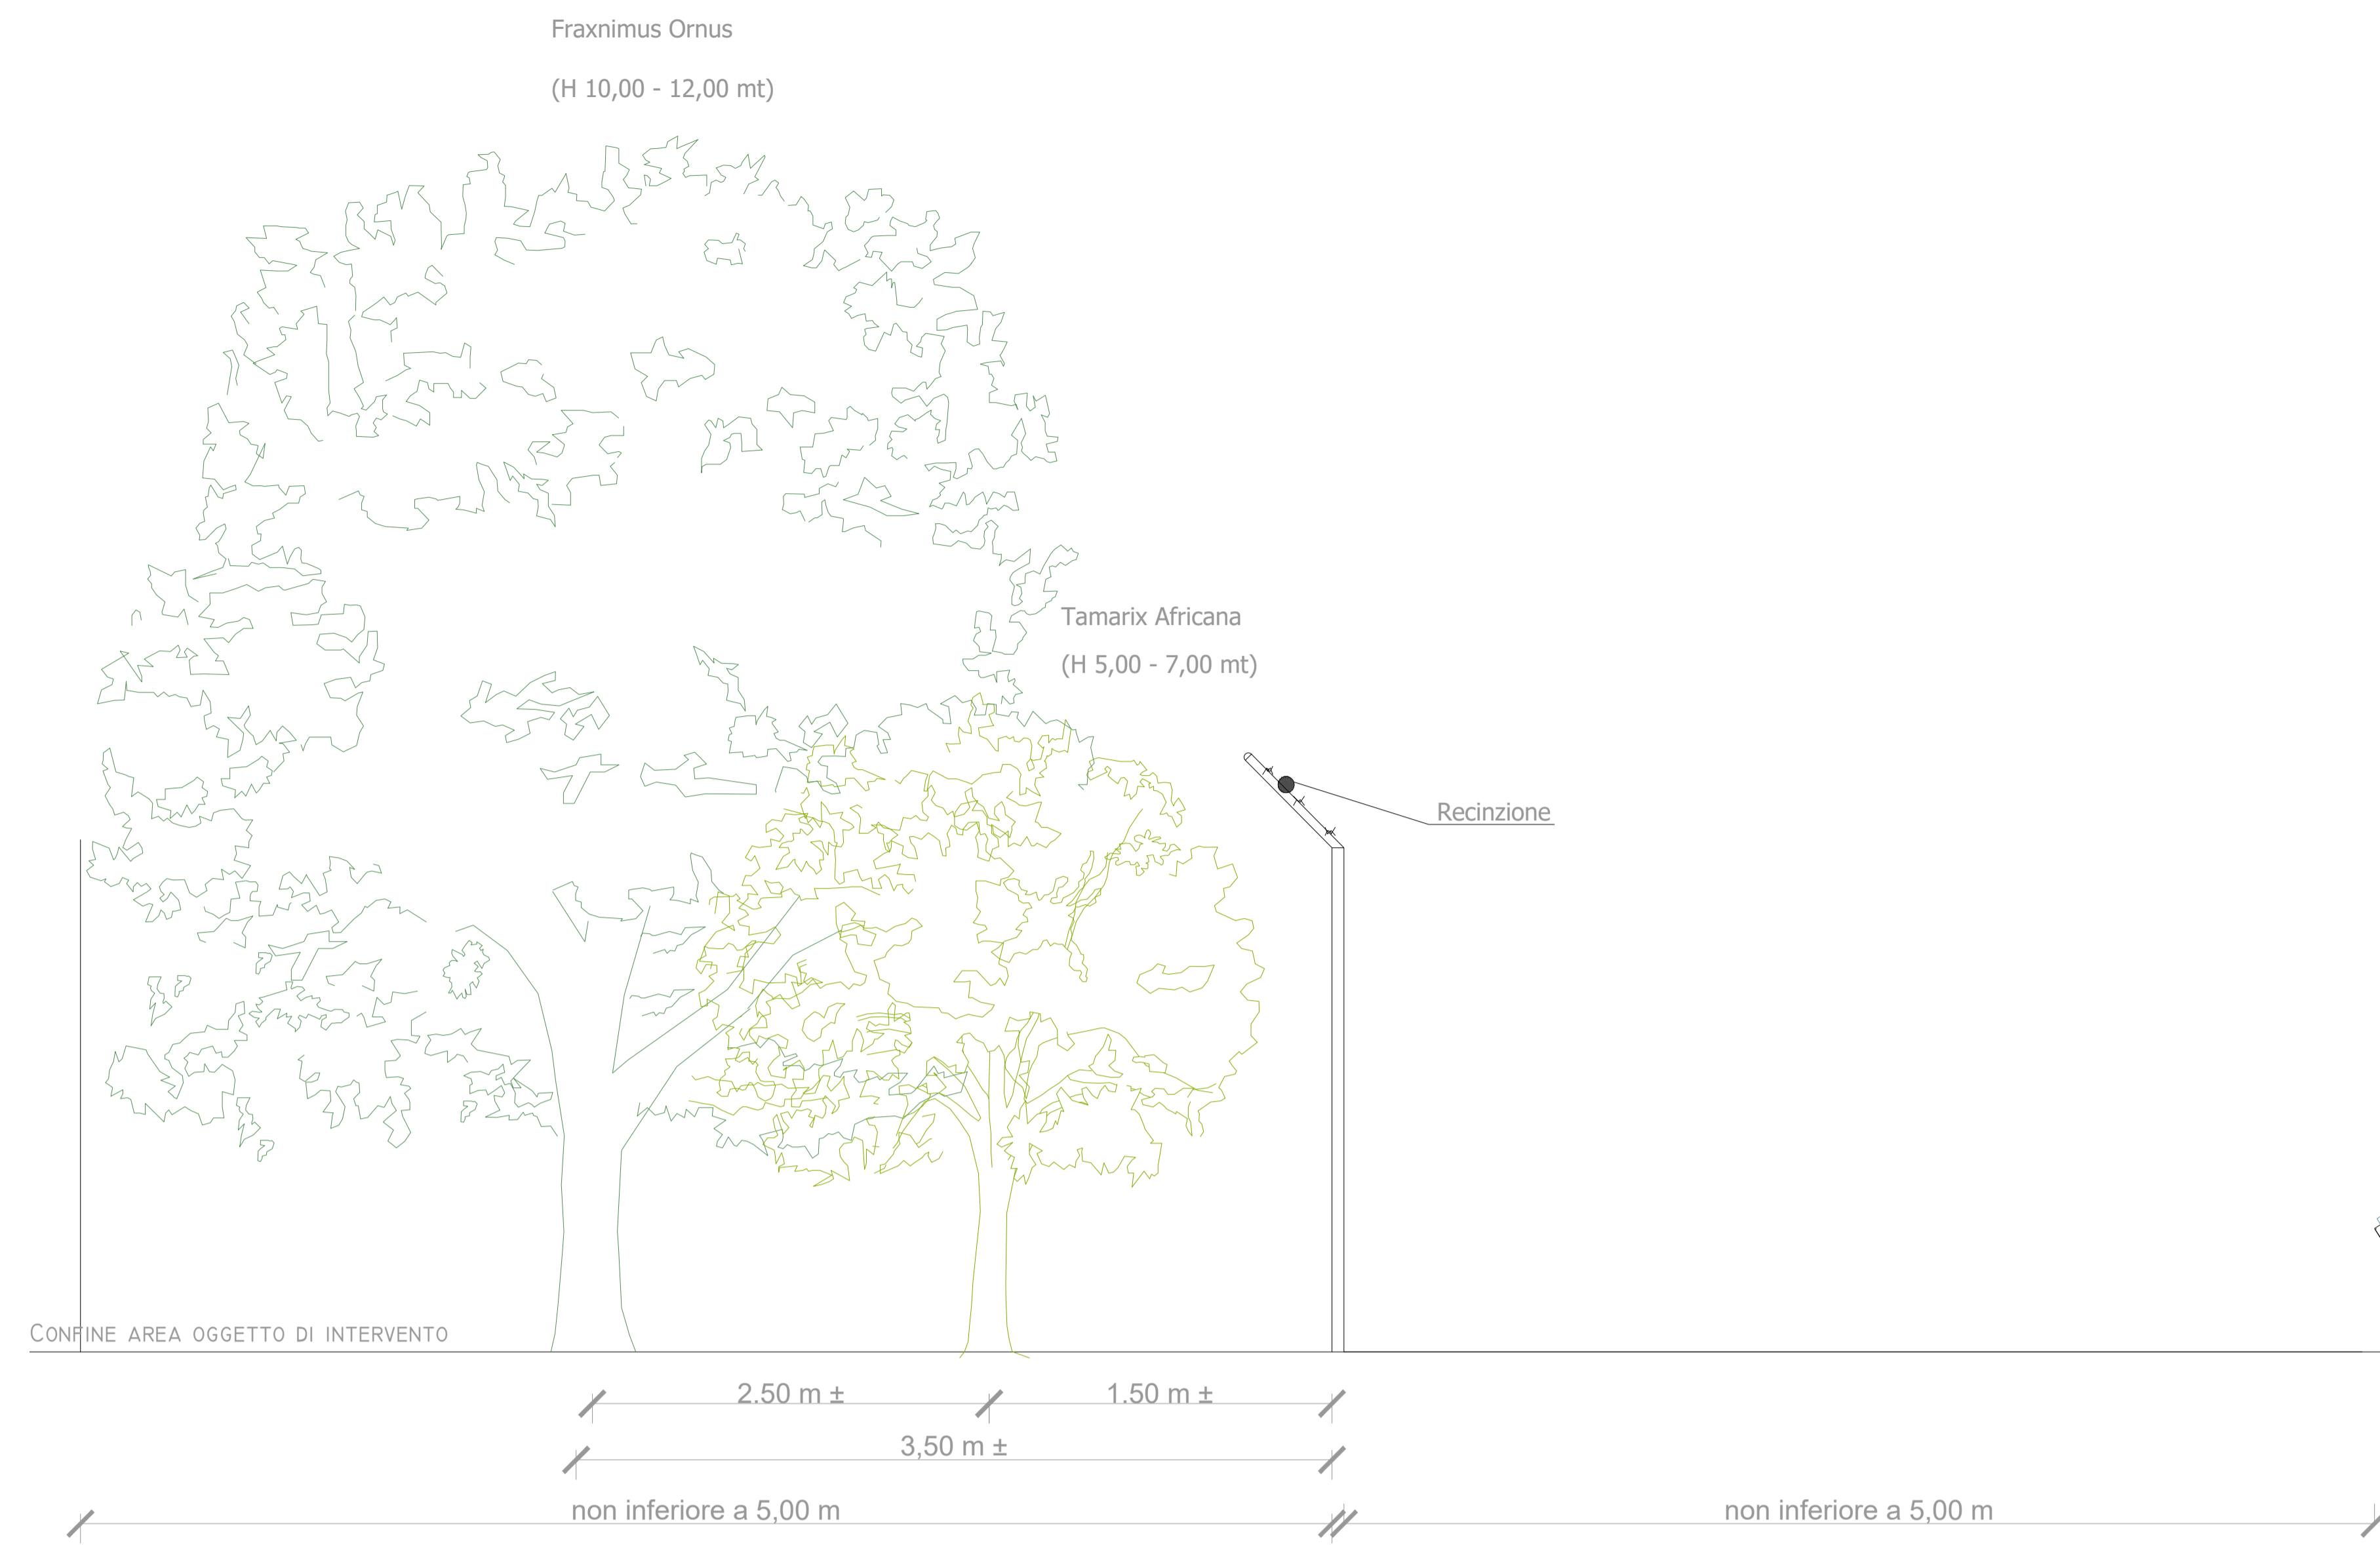 Fraxnimus Ornus
(H 10,00 - 12,00 mt)
Tamarix Africana
(H 5,00 - 7,00 mt)
Recinzione
CONFINE AREA OGGETTO DI INTERVENTO
2.50 m ±
1.50 m ±
3,50 m ±
non inferiore a 5,00 m
non inferiore a 5,00 m